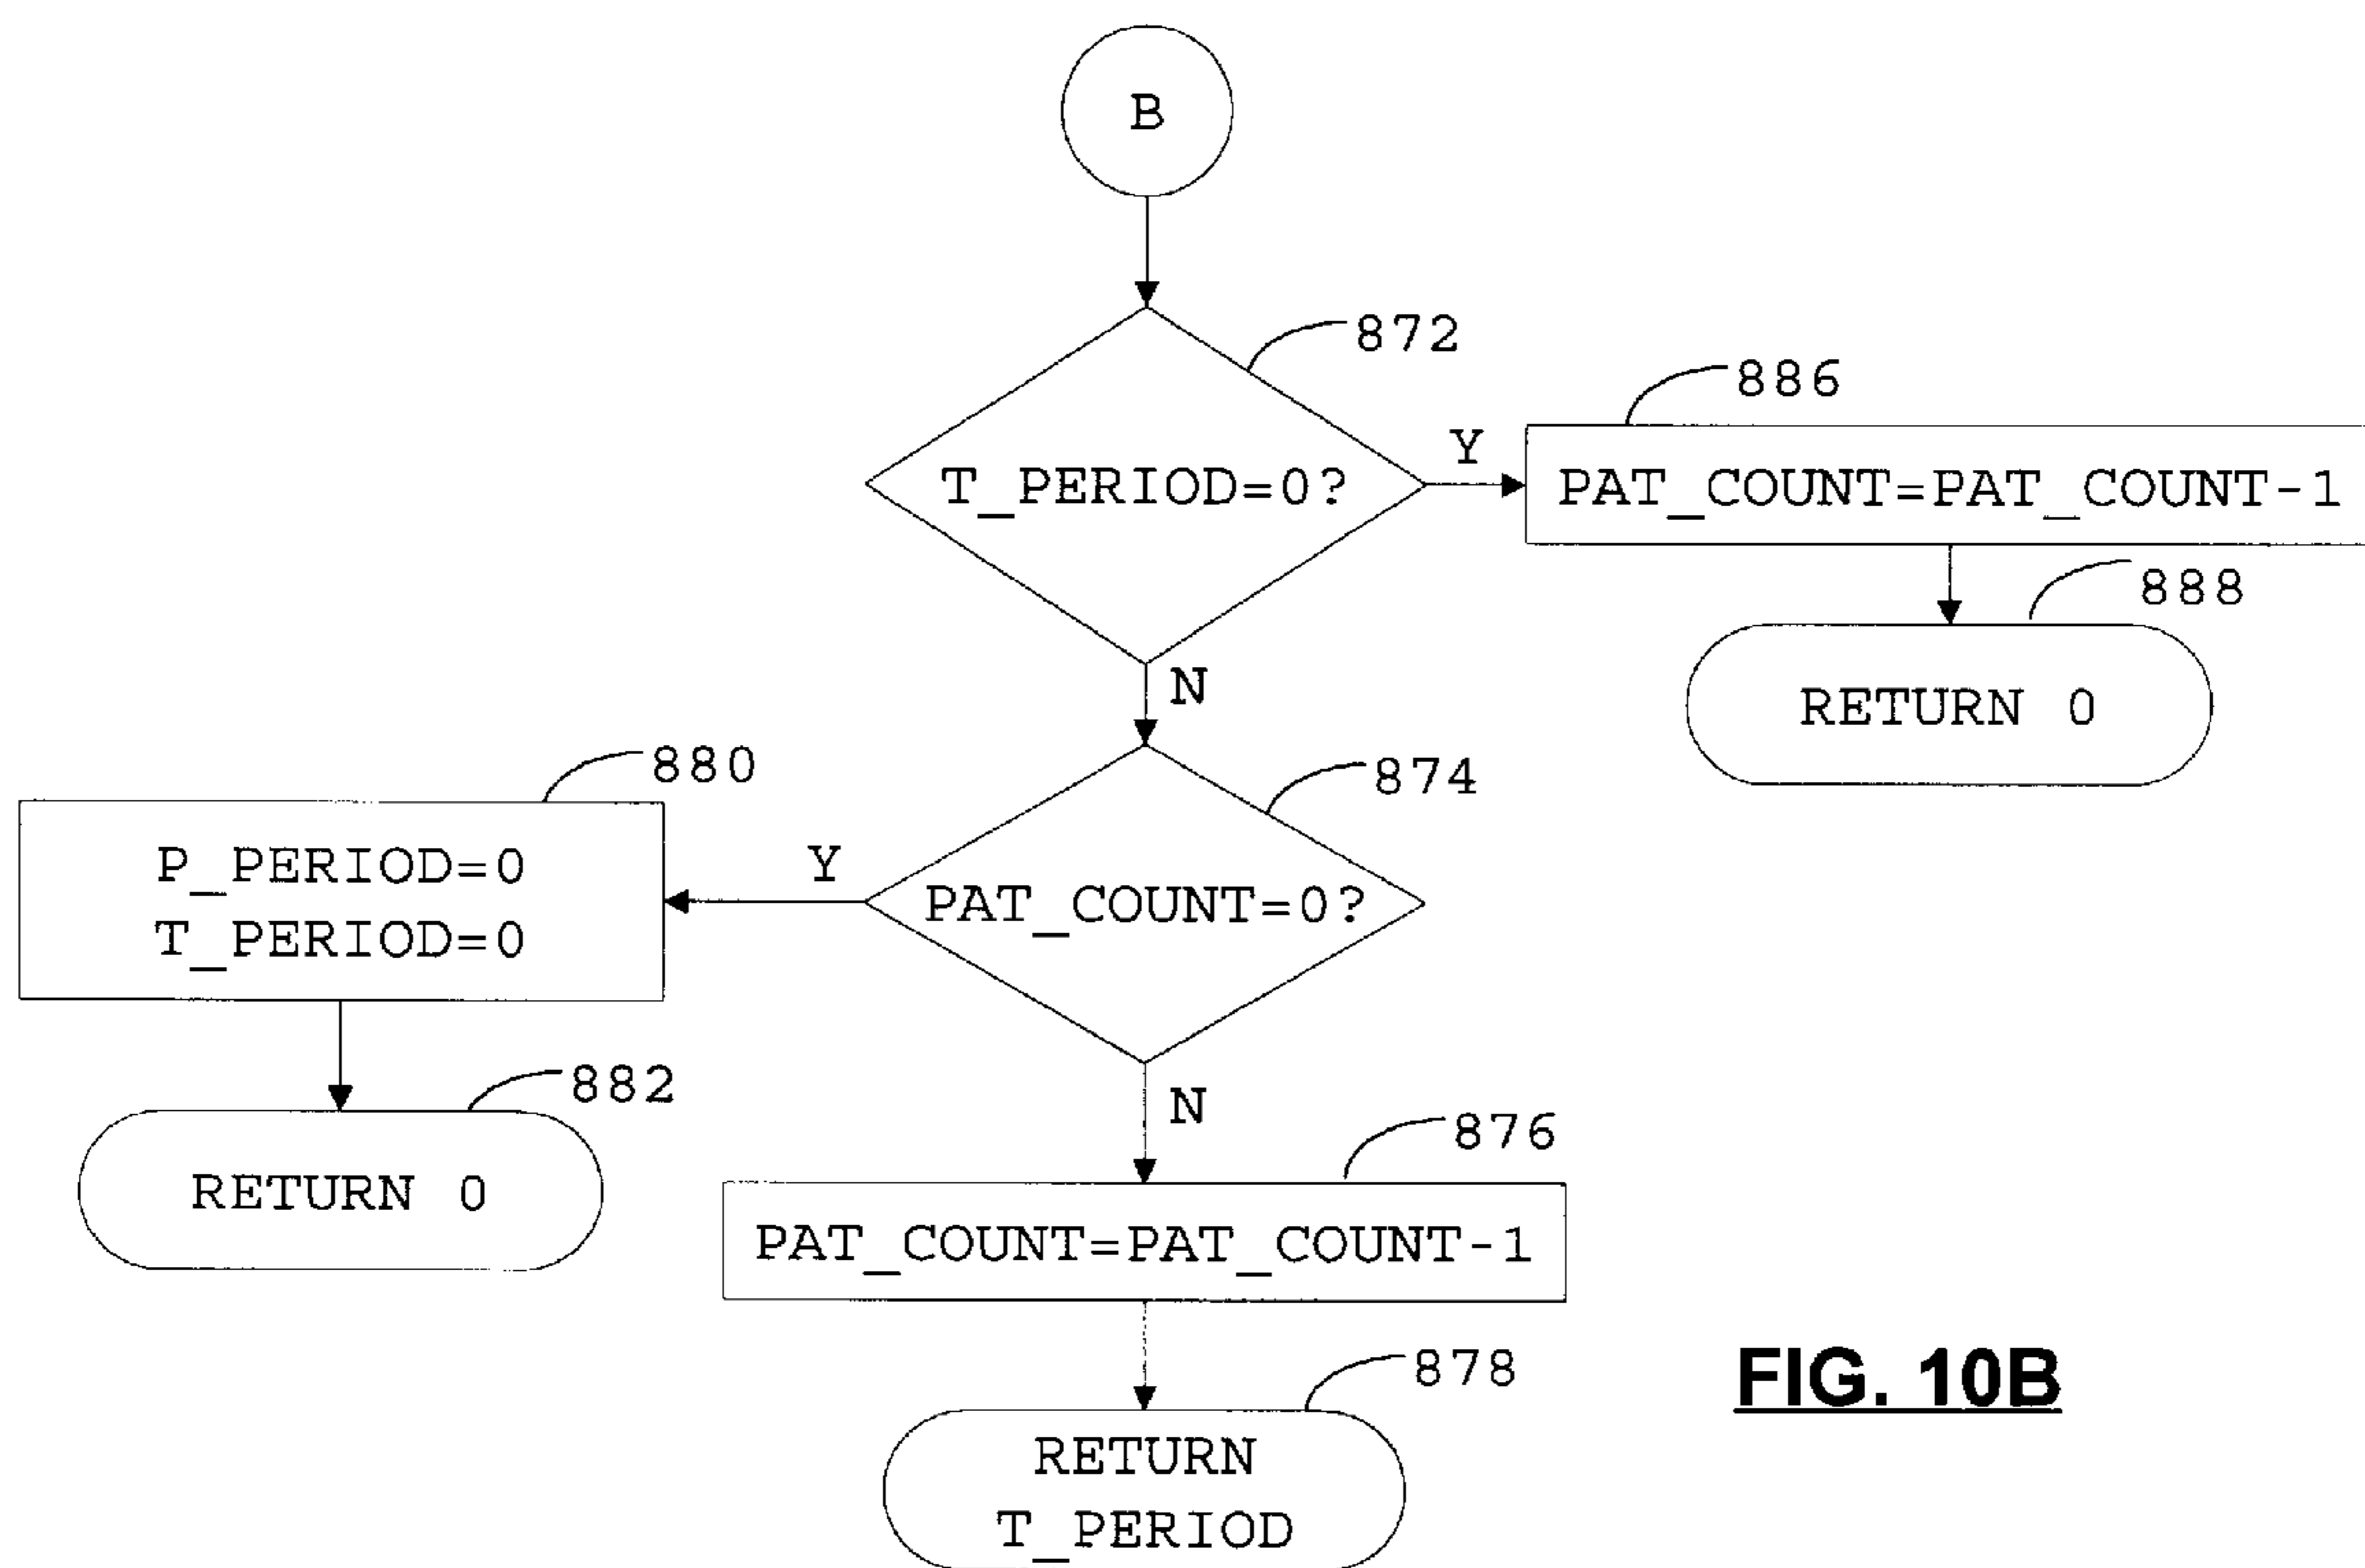 B
872
T_PERIOD=0?
Y
886
PAT_COUNT=PAT_COUNT-1
888
RETURN 0
N
880
P_PERIOD=0
T_PERIOD=0
Y
874
PAT_COUNT=0?
882
RETURN 0
N
876
PAT_COUNT=PAT_COUNT-1
878
RETURN
T_PERIOD
FIG. 10B